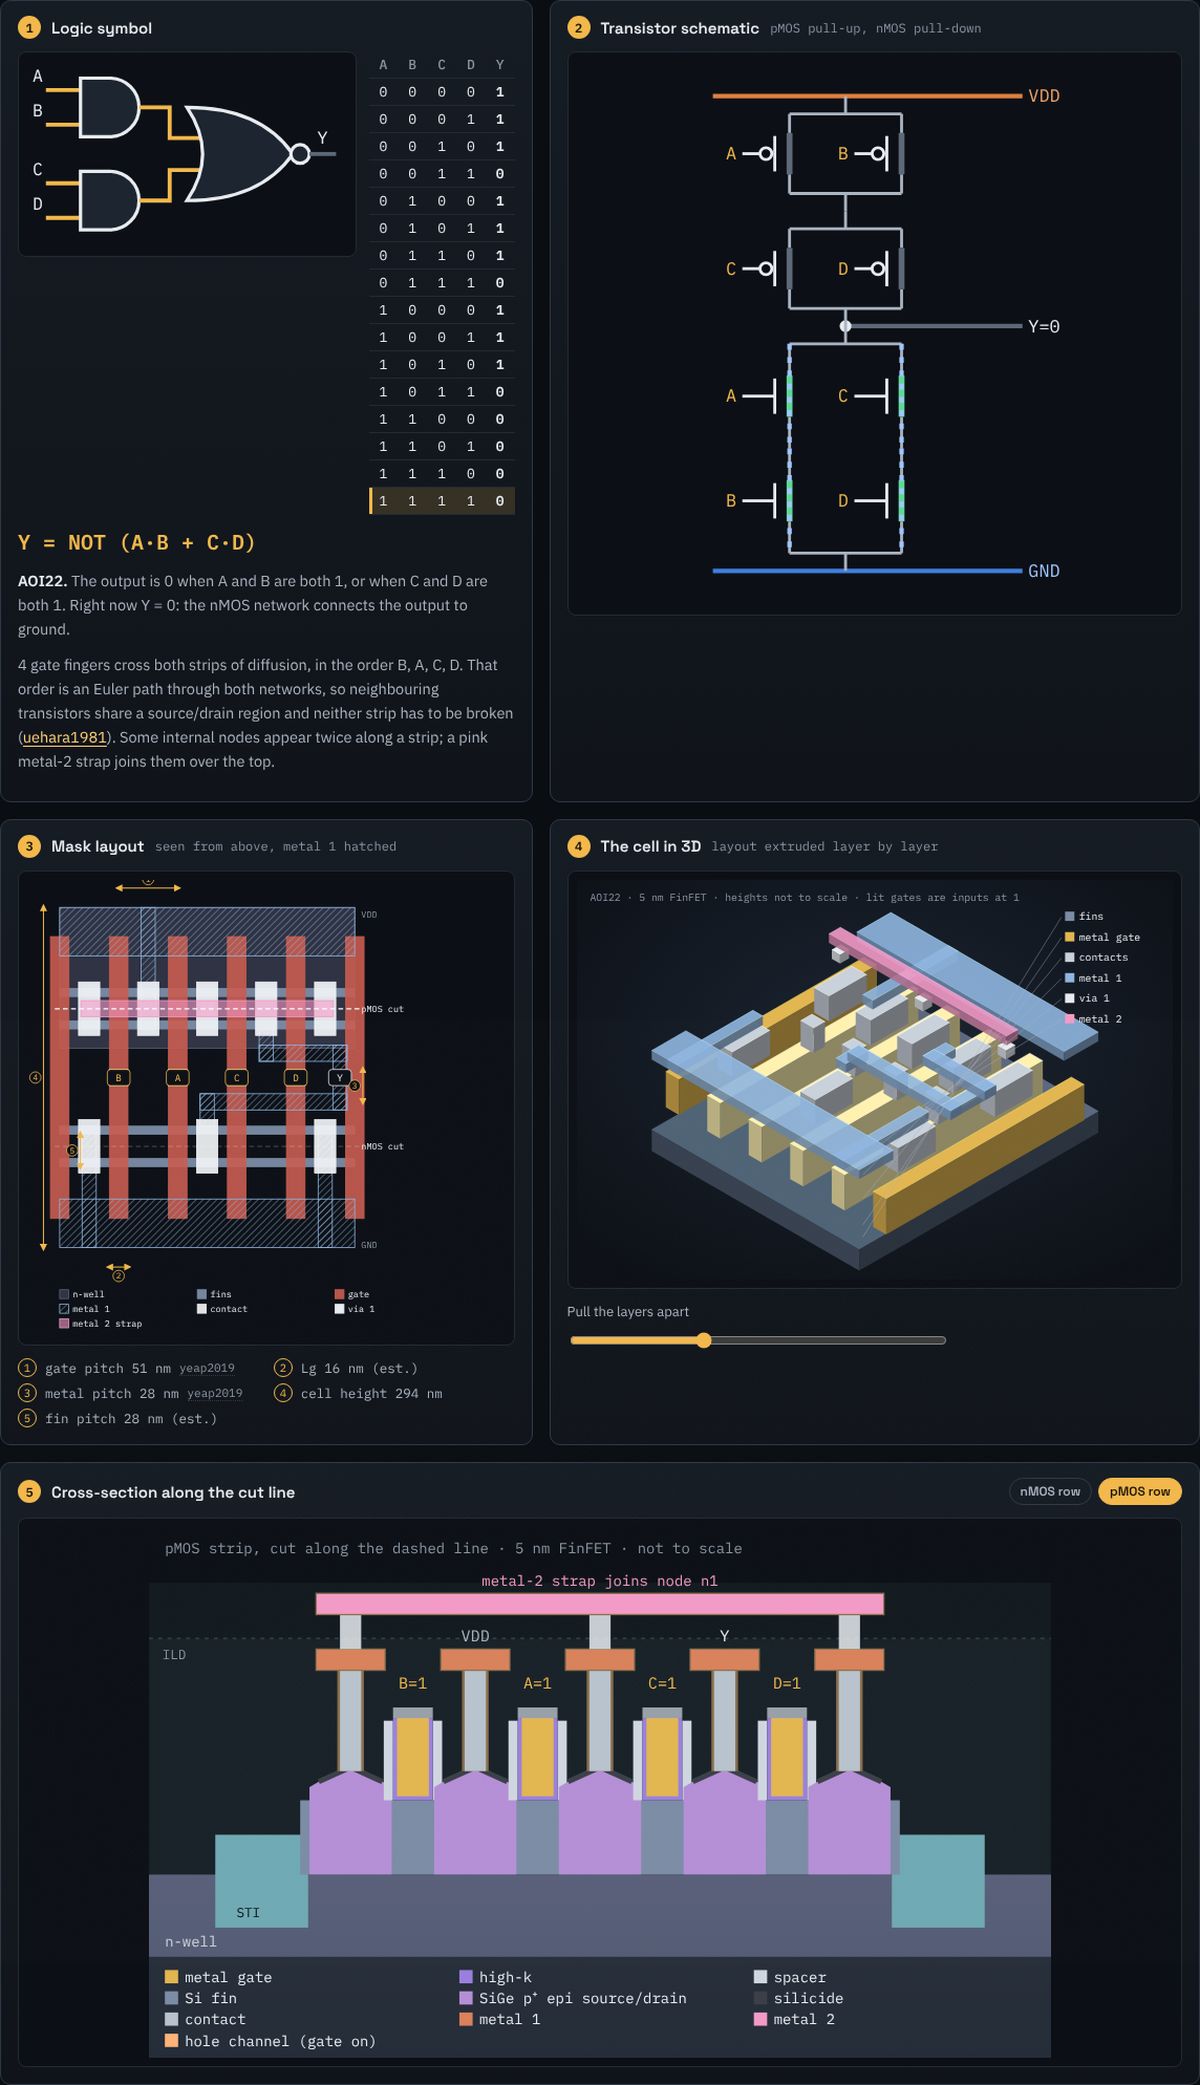 1 Logic symbol
A
B
C
D
Y
A B C D Y
0 0 0 0 1
0 0 0 1 1
0 0 1 0 1
0 0 1 1 0
0 1 0 0 1
0 1 0 1 1
0 1 1 0 1
0 1 1 1 0
1 0 0 0 1
1 0 0 1 1
1 0 1 0 1
1 0 1 1 0
1 1 0 0 0
1 1 0 1 0
1 1 1 0 0
1 1 1 1 0
Y = NOT (A·B + C·D)
AOI22. The output is 0 when A and B are both 1, or when C and D are
both 1. Right now Y = 0: the nMOS network connects the output to
ground.
4 gate fingers cross both strips of diffusion, in the order B, A, C, D. That
order is an Euler path through both networks, so neighbouring
transistors share a source/drain region and neither strip has to be broken
(uehara1981). Some internal nodes appear twice along a strip; a pink
metal-2 strap joins them over the top.
2 Transistor schematic pMOS pull-up, nMOS pull-down
VDD
A B
C D
Y=0
A C
B D
GND
3 Mask layout seen from above, metal 1 hatched
1
VDD
pMOS cut
4 B A C D Y
3
5 nMOS cut
GND
2
n-well fins gate
metal 1 contact via 1
metal 2 strap
1 gate pitch 51 nm yeap2019 2 Lg 16 nm (est.)
3 metal pitch 28 nm yeap2019 4 cell height 294 nm
5 fin pitch 28 nm (est.)
4 The cell in 3D layout extruded layer by layer
AOI22 · 5 nm FinFET · heights not to scale · lit gates are inputs at 1
fins
metal gate
contacts
metal 1
via 1
metal 2
Pull the layers apart
5 Cross-section along the cut line nMOS row pMOS row
pMOS strip, cut along the dashed line · 5 nm FinFET · not to scale
metal-2 strap joins node n1
VDD Y
ILD
B=1 A=1 C=1 D=1
STI
n-well
metal gate high-k spacer
Si fin SiGe p⁺ epi source/drain silicide
contact metal 1 metal 2
hole channel (gate on)